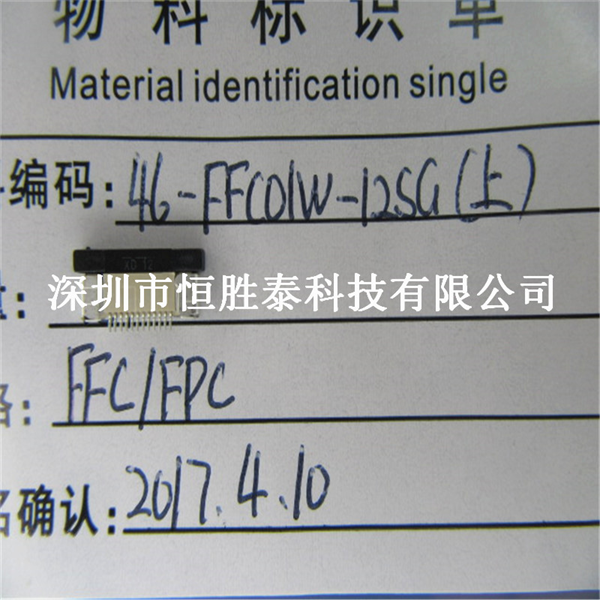 物料标识单
Material identification single
编码: 46-FFC01W-12SG(上)
深圳市恒胜泰科技有限公司
FFC/FPC
名确认: 2017.4.10